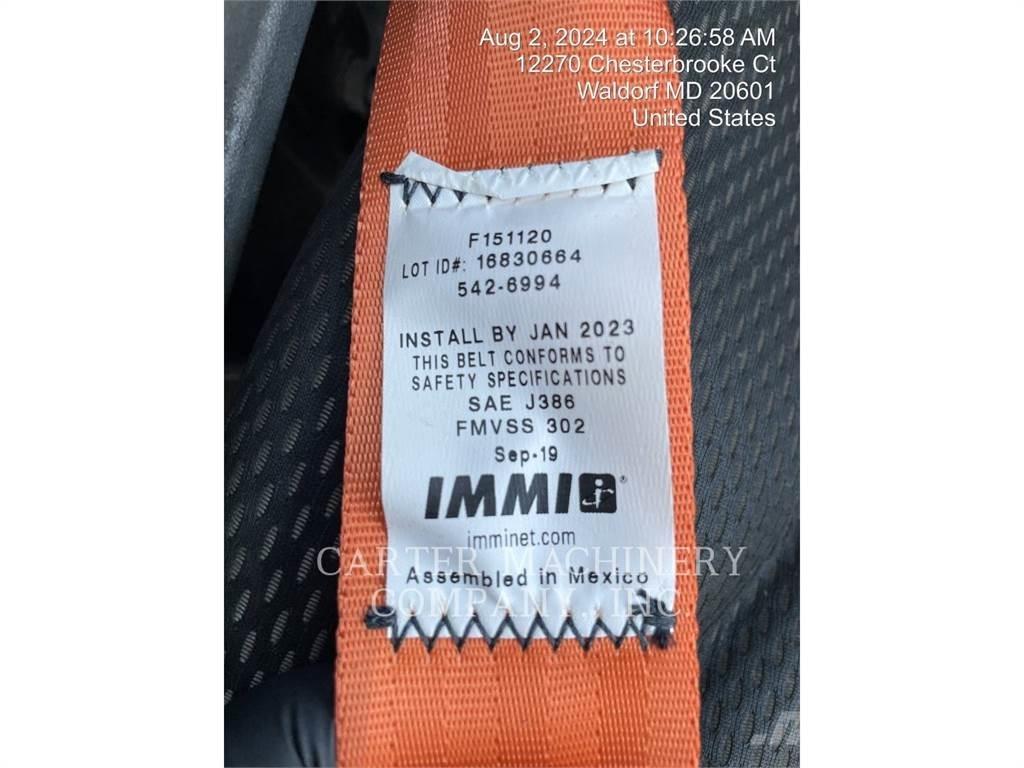 Aug 2, 2024 at 10:26:58 AM
12270 Chesterbrooke Ct
Waldorf MD 20601
United States
F151120
LOT ID#: 16830664
542-6994
INSTALL BY JAN 2023
THIS BELT CONFORMS TO
SAFETY SPECIFICATIONS
SAE J386
FMVSS 302
Sep-19
IMMI ®
imminet.com
CARTER MACHINERY
Assembled in Mexico
COMPANY, INC